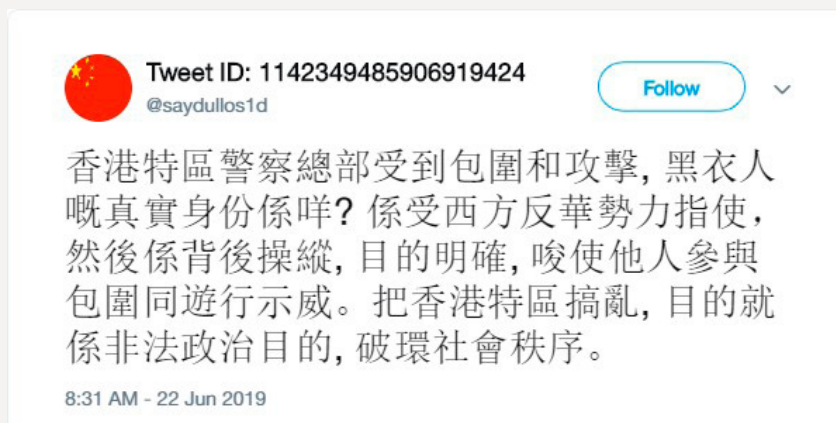 Tweet ID: 1142349485906919424
@saydullos1d
Follow
香港特區警察總部受到包圍和攻擊, 黑衣人
嘅真實身份係咩? 係受西方反華勢力指使，
然後係背後操縱, 目的明確, 唆使他人參與
包圍同遊行示威。把香港特區搞亂, 目的就
係非法政治目的, 破環社會秩序。
8:31 AM - 22 Jun 2019